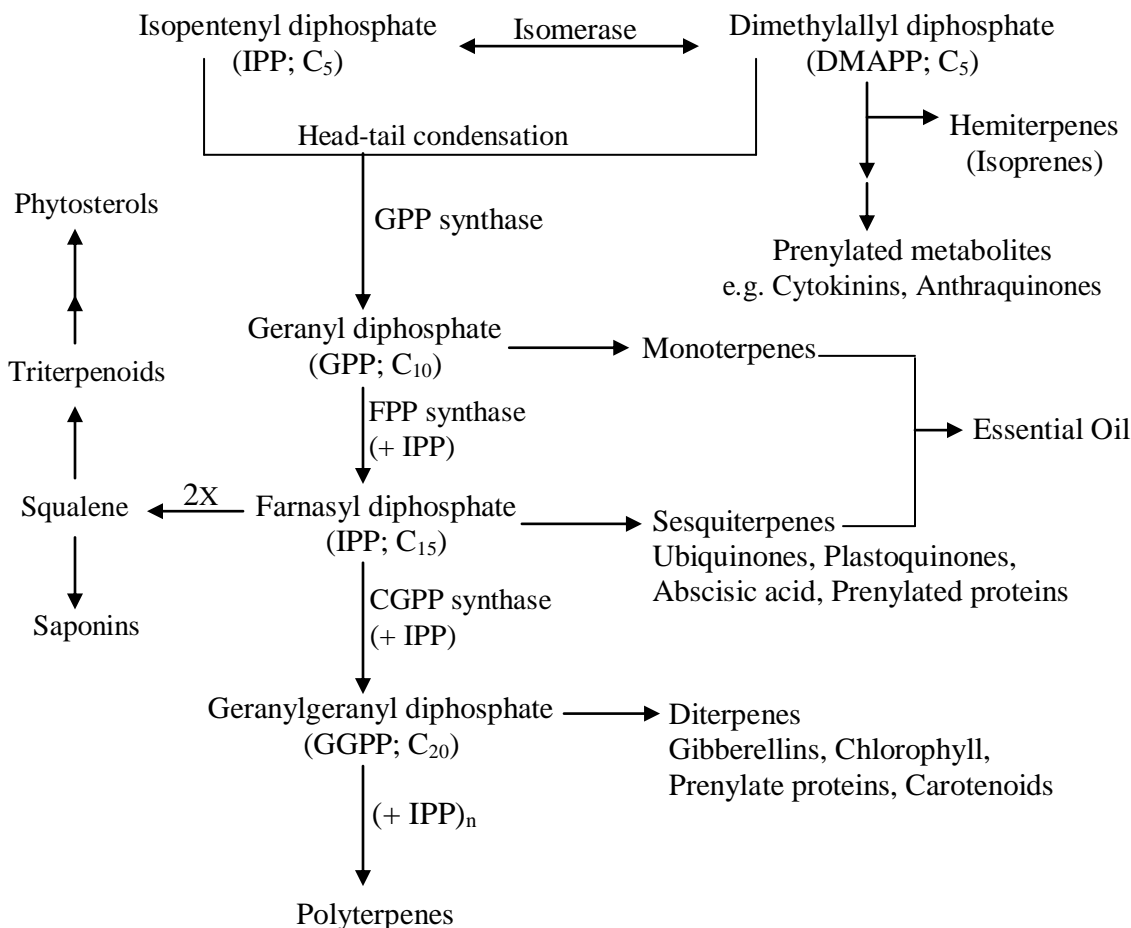 Isopentenyl diphosphate
(IPP; C₅)
Isomerase
Dimethylallyl diphosphate
(DMAPP; C₅)
Head-tail condensation
Hemiterpenes
(Isoprenes)
Phytosterols
GPP synthase
Prenylated metabolites
e.g. Cytokinins, Anthraquinones
Geranyl diphosphate
(GPP; C₁₀)
Monoterpenes
Triterpenoids
FPP synthase
(+ IPP)
Essential Oil
Squalene
2X
Farnasyl diphosphate
(IPP; C₁₅)
Sesquiterpenes
Ubiquinones, Plastoquinones,
Abscisic acid, Prenylated proteins
CGPP synthase
(+ IPP)
Saponins
Geranylgeranyl diphosphate
(GGPP; C₂₀)
Diterpenes
Gibberellins, Chlorophyll,
Prenylate proteins, Carotenoids
(+ IPP)ₙ
Polyterpenes